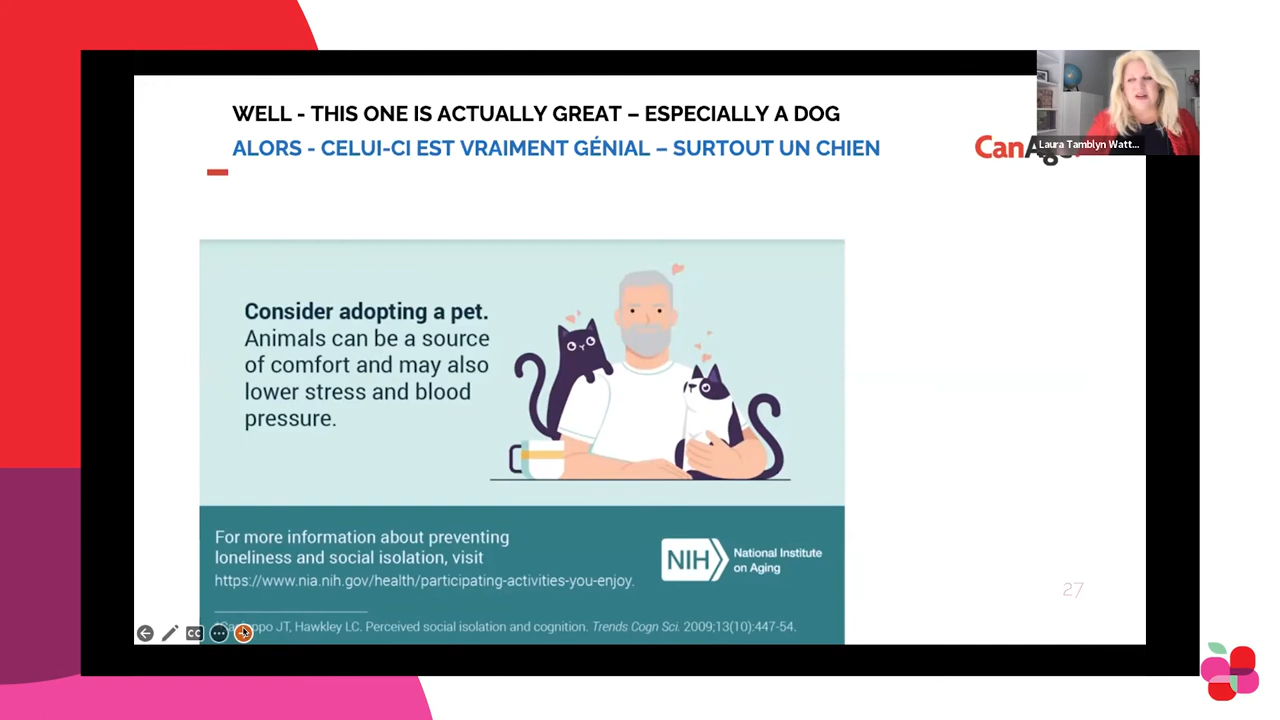 WELL - THIS ONE IS ACTUALLY GREAT – ESPECIALLY A DOG
ALORS - CELUI-CI EST VRAIMENT GÉNIAL – SURTOUT UN CHIEN
CanAge
Laura Tamblyn Watt...
Consider adopting a pet.
Animals can be a source
of comfort and may also
lower stress and blood
pressure.
For more information about preventing
loneliness and social isolation, visit
https://www.nia.nih.gov/health/participating-activities-you-enjoy.
NIH
National Institute
on Aging
27
JT, Hawkley LC. Perceived social isolation and cognition. Trends Cogn Sci. 2009;13(10):447-54.
CC